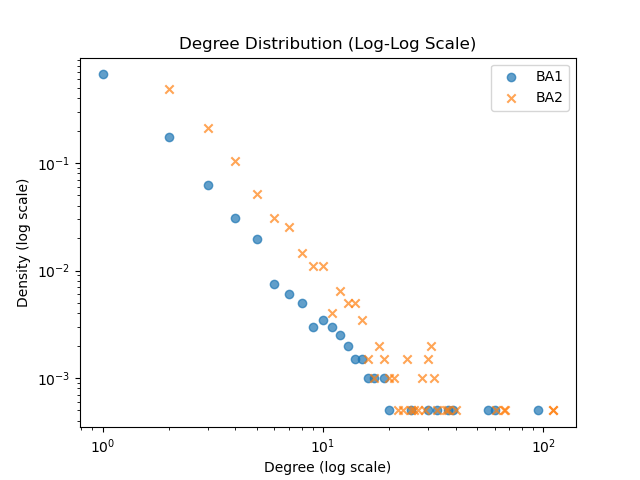 Degree Distribution (Log-Log Scale)
BA1
BA2
Density (log scale)
10⁻¹
10⁻²
10⁻³
10⁰
10¹
10²
Degree (log scale)